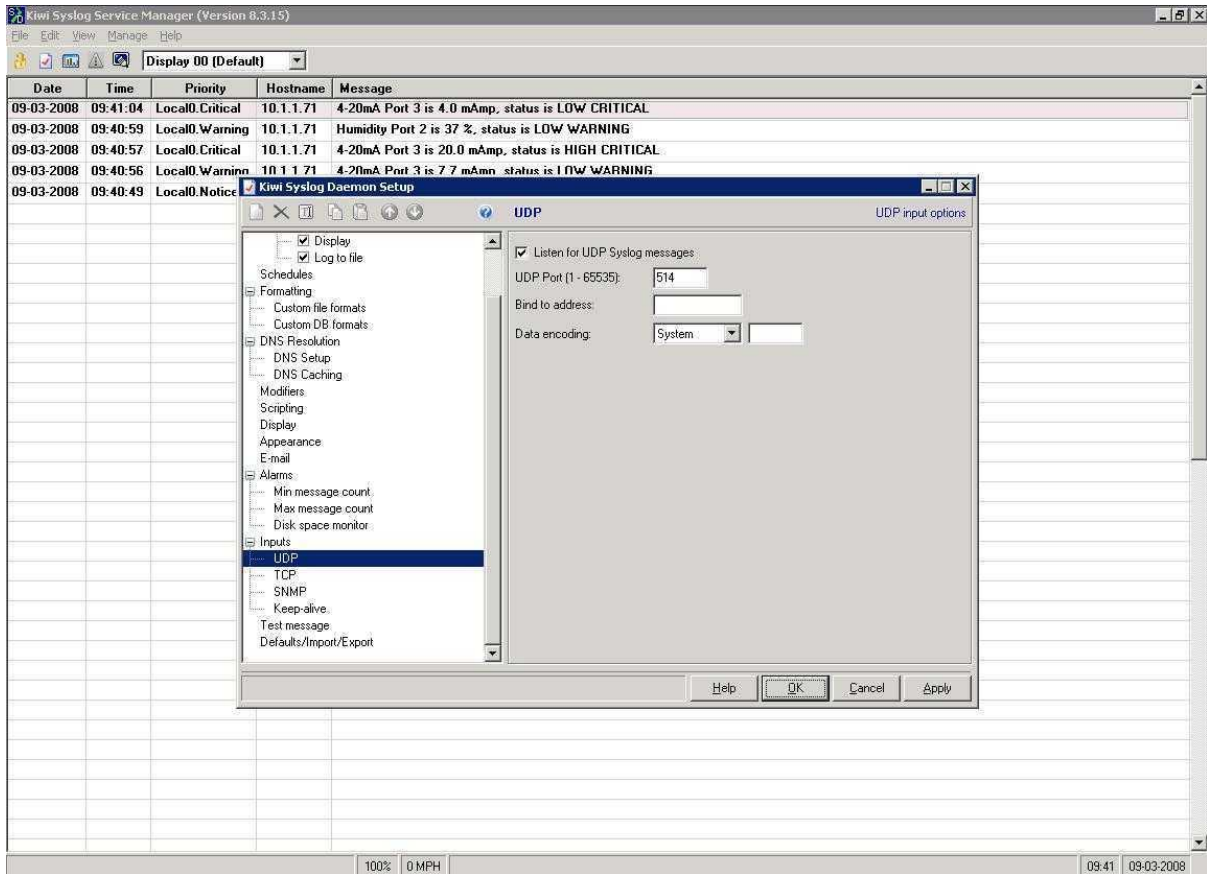 Kiwi Syslog Service Manager (Version 8.3.15)
File Edit View Manage Help
Display 00 (Default)
Date Time Priority Hostname Message
09-03-2008 09:41:04 Local0.Critical 10.1.1.71 4-20mA Port 3 is 4.0 mAmp, status is LOW CRITICAL
09-03-2008 09:40:59 Local0.Warning 10.1.1.71 Humidity Port 2 is 37 %, status is LOW WARNING
09-03-2008 09:40:57 Local0.Critical 10.1.1.71 4-20mA Port 3 is 20.0 mAmp, status is HIGH CRITICAL
09-03-2008 09:40:56 Local0.Warning 10.1.1.71 4-20mA Port 3 is 7.7 mAmp, status is LOW WARNING
09-03-2008 09:40:49 Local0.Notice
Kiwi Syslog Daemon Setup
UDP UDP input options
Display
Log to file
Schedules
Formatting
Custom file formats
Custom DB formats
DNS Resolution
DNS Setup
DNS Caching
Modifiers
Scripting
Display
Appearance
E-mail
Alarms
Min message count
Max message count
Disk space monitor
Inputs
UDP
TCP
SNMP
Keep-alive
Test message
Defaults/Import/Export
Listen for UDP Syslog messages
UDP Port (1 - 65535): 514
Bind to address:
Data encoding: System
Help OK Cancel Apply
100% 0 MPH 09:41 09-03-2008